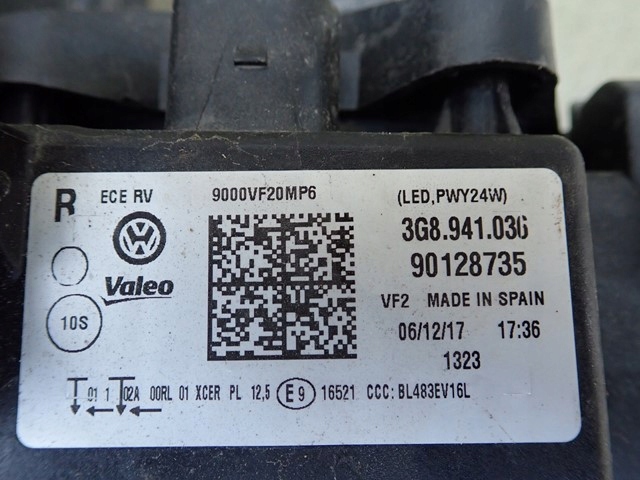 R ECE RV 9000VF20MP6 (LED,PWY24W)
3G8.941.036
Valeo 90128735
10S VF2 MADE IN SPAIN
06/12/17 17:36
1323
01 1 02A 00RL 01 XCER PL 12,5 E9 16521 CCC: BL483EV16L